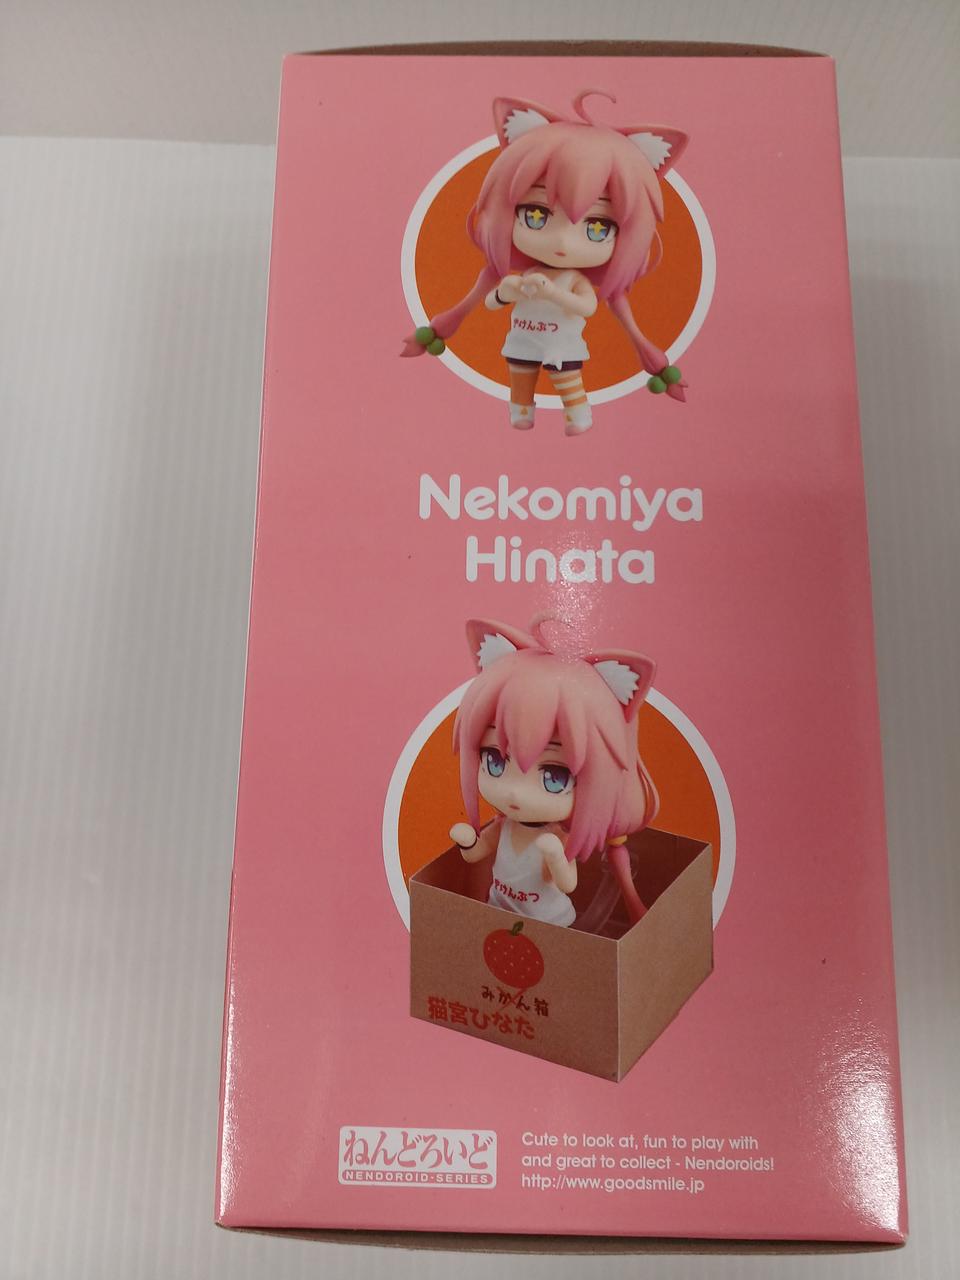 けんぶつ
Nekomiya
Hinata
けんぶつ
みかん箱
猫宮ひなた
ねんどろいど
NENDOROID·SERIES
Cute to look at, fun to play with
and great to collect - Nendoroids!
http://www.goodsmile.jp